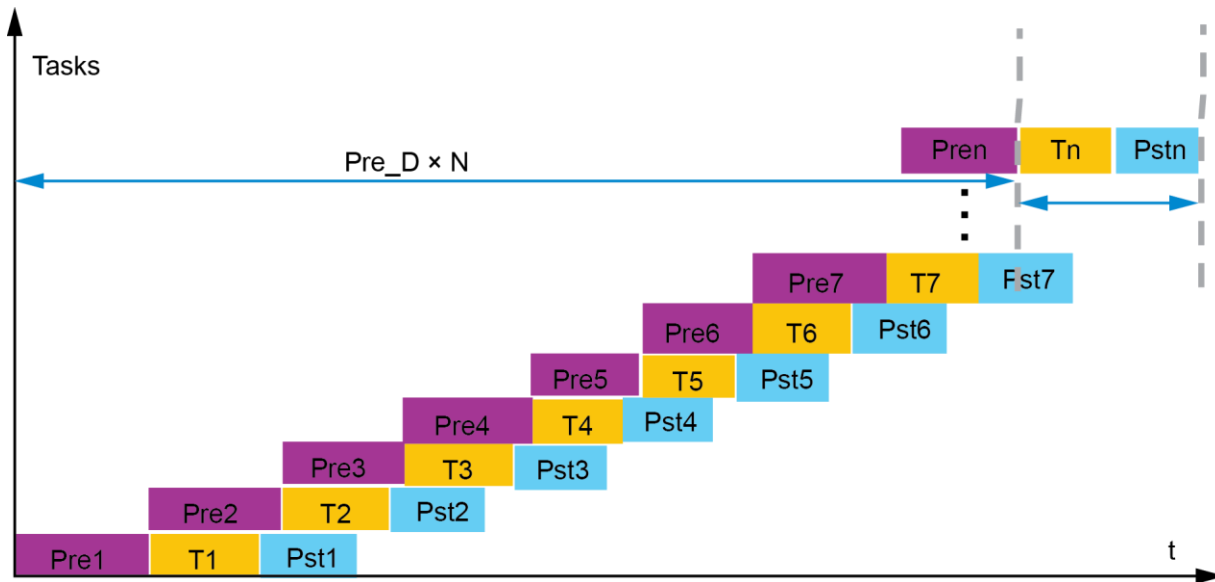 Tasks
Pren Tn Pstn
Pre_D × N
Pre7 T7 Pst7
Pre6 T6 Pst6
Pre5 T5 Pst5
Pre4 T4 Pst4
Pre3 T3 Pst3
Pre2 T2 Pst2
Pre1 T1 Pst1
t